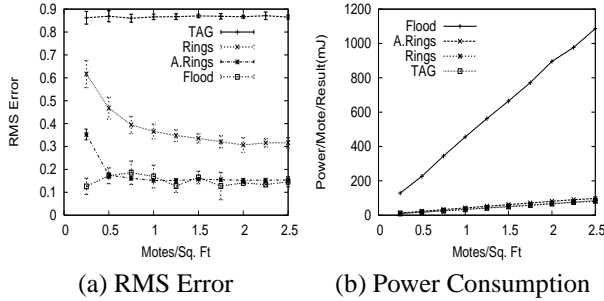 0.9
0.8
0.7
0.6
0.5
0.4
0.3
0.2
0.1
0
RMS Error
TAG
Rings
A.Rings
Flood
0 0.5 1 1.5 2 2.5
Motes/Sq. Ft
(a) RMS Error
1200
1000
800
600
400
200
0
Power/Mote/Result(mJ)
Flood
A.Rings
Rings
TAG
0 0.5 1 1.5 2 2.5
Motes/Sq. Ft
(b) Power Consumption